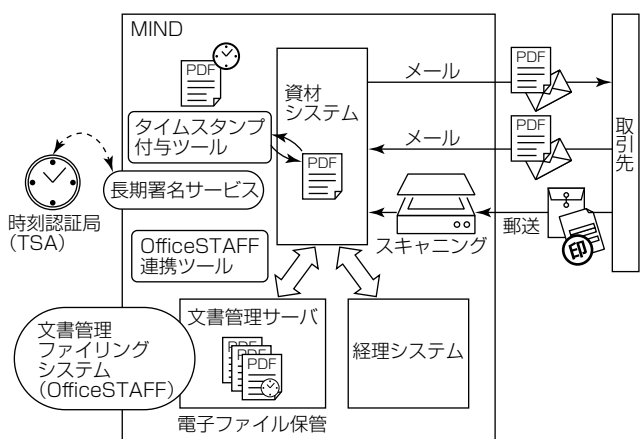 MIND
PDF
資材
システム
PDF
タイムスタンプ
付与ツール
長期署名サービス
時刻認証局
(TSA)
OfficeSTAFF
連携ツール
メール
PDF
メール
PDF
取引先
スキャニング
郵送
印
文書管理
ファイリング
システム
(OfficeSTAFF)
文書管理サーバ
PDF
PDF
PDF
電子ファイル保管
経理システム